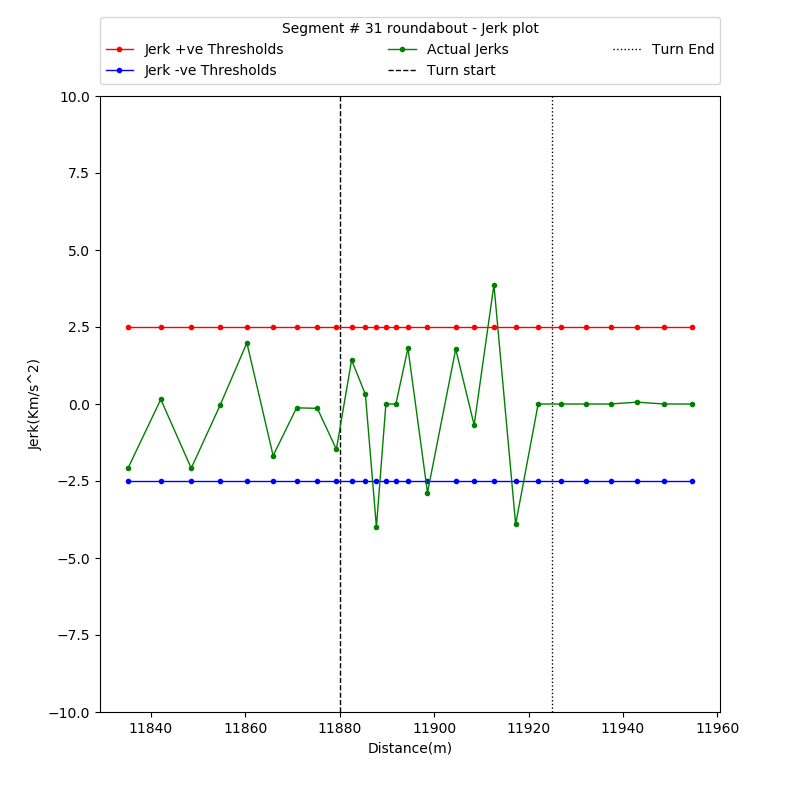 Segment # 31 roundabout - Jerk plot
Jerk +ve Thresholds Actual Jerks Turn End
Jerk -ve Thresholds Turn start
10.0
7.5
5.0
2.5
0.0
−2.5
−5.0
−7.5
−10.0
Jerk(Km/s^2)
11840 11860 11880 11900 11920 11940 11960
Distance(m)